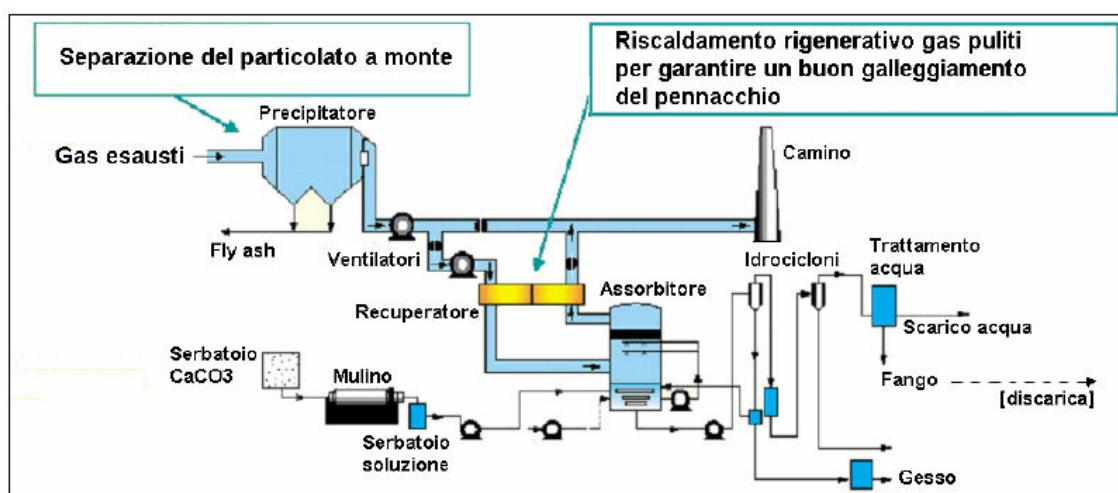 Separazione del particolato a monte
Riscaldamento rigenerativo gas puliti
per garantire un buon galleggiamento
del pennacchio
Precipitatore
Gas esausti
Camino
Fly ash
Ventilatori
Idrocicloni
Trattamento
acqua
Recuperatore
Assorbitore
Scarico acqua
Serbatoio
CaCO3
Mulino
Fango
[discarica]
Serbatoio
soluzione
Gesso